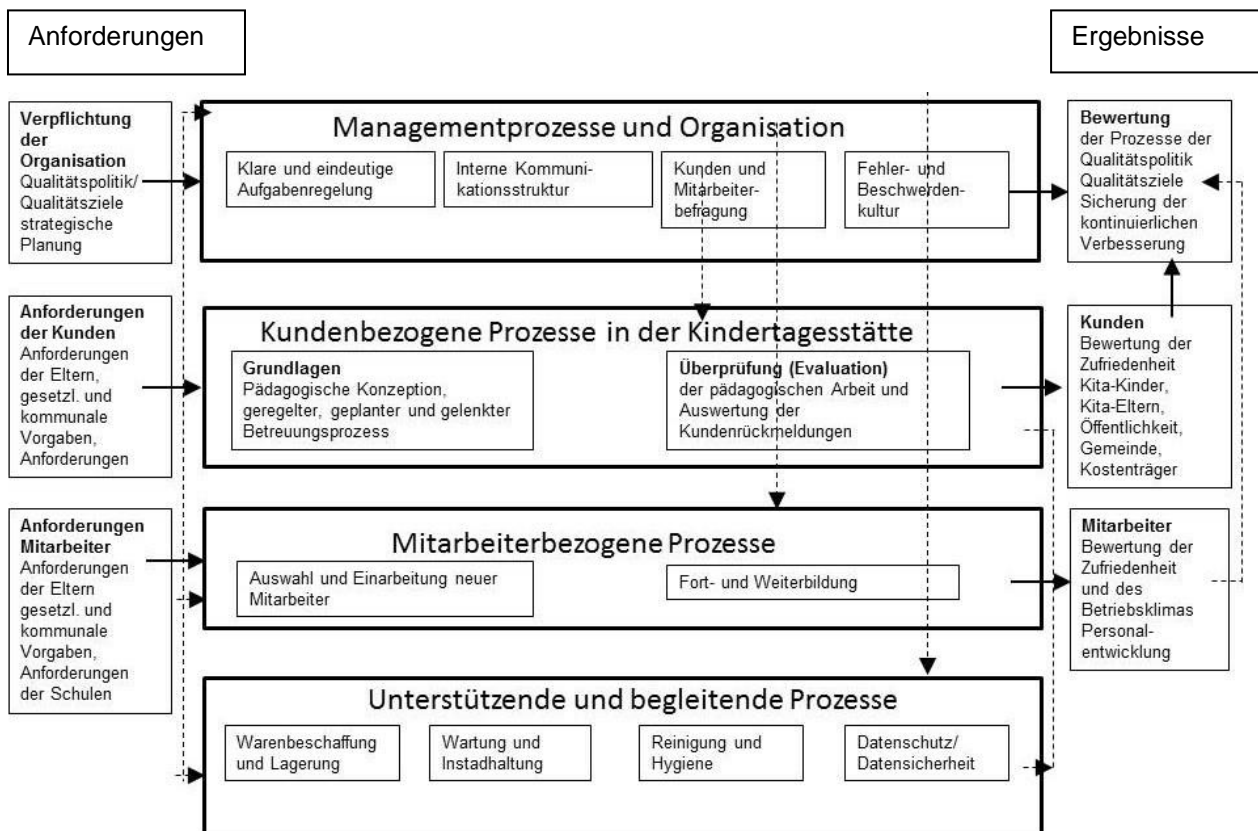 Anforderungen
Ergebnisse
Verpflichtung
der
Organisation
Qualitätspolitik/
Qualitätsziele
strategische
Planung
Managementprozesse und Organisation
Klare und eindeutige
Aufgabenregelung
Interne Kommuni-
kationsstruktur
Kunden und
Mitarbeiter-
befragung
Fehler- und
Beschwerden-
kultur
Bewertung
der Prozesse der
Qualitätspolitik
Qualitätsziele
Sicherung der
kontinuierlichen
Verbesserung
Anforderungen
der Kunden
Anforderungen
der Eltern,
gesetzl. und
kommunale
Vorgaben,
Anforderungen
Kundenbezogene Prozesse in der Kindertagesstätte
Grundlagen
Pädagogische Konzeption,
geregelter, geplanter und gelenkter
Betreuungsprozess
Überprüfung (Evaluation)
der pädagogischen Arbeit und
Auswertung der
Kundenrückmeldungen
Kunden
Bewertung der
Zufriedenheit
Kita-Kinder,
Kita-Eltern,
Öffentlichkeit,
Gemeinde,
Kostenträger
Anforderungen
Mitarbeiter
Anforderungen
der Eltern
gesetzl. und
kommunale
Vorgaben,
Anforderungen
der Schulen
Mitarbeiterbezogene Prozesse
Auswahl und Einarbeitung neuer
Mitarbeiter
Fort- und Weiterbildung
Mitarbeiter
Bewertung der
Zufriedenheit
und des
Betriebsklimas
Personal-
entwicklung
Unterstützende und begleitende Prozesse
Warenbeschaffung
und Lagerung
Wartung und
Instadhaltung
Reinigung und
Hygiene
Datenschutz/
Datensicherheit